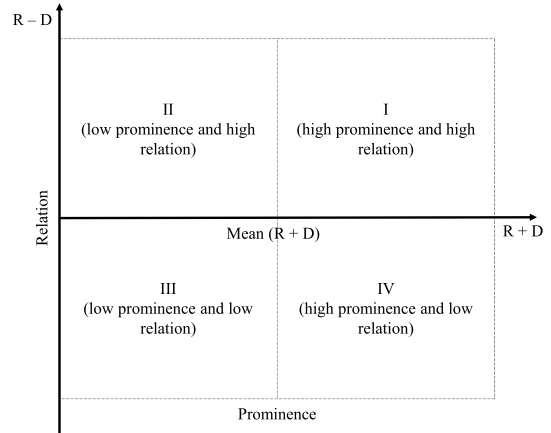 R – D
II
(low prominence and high
relation)
I
(high prominence and high
relation)
Relation
Mean (R + D)
R + D
III
(low prominence and low
relation)
IV
(high prominence and low
relation)
Prominence